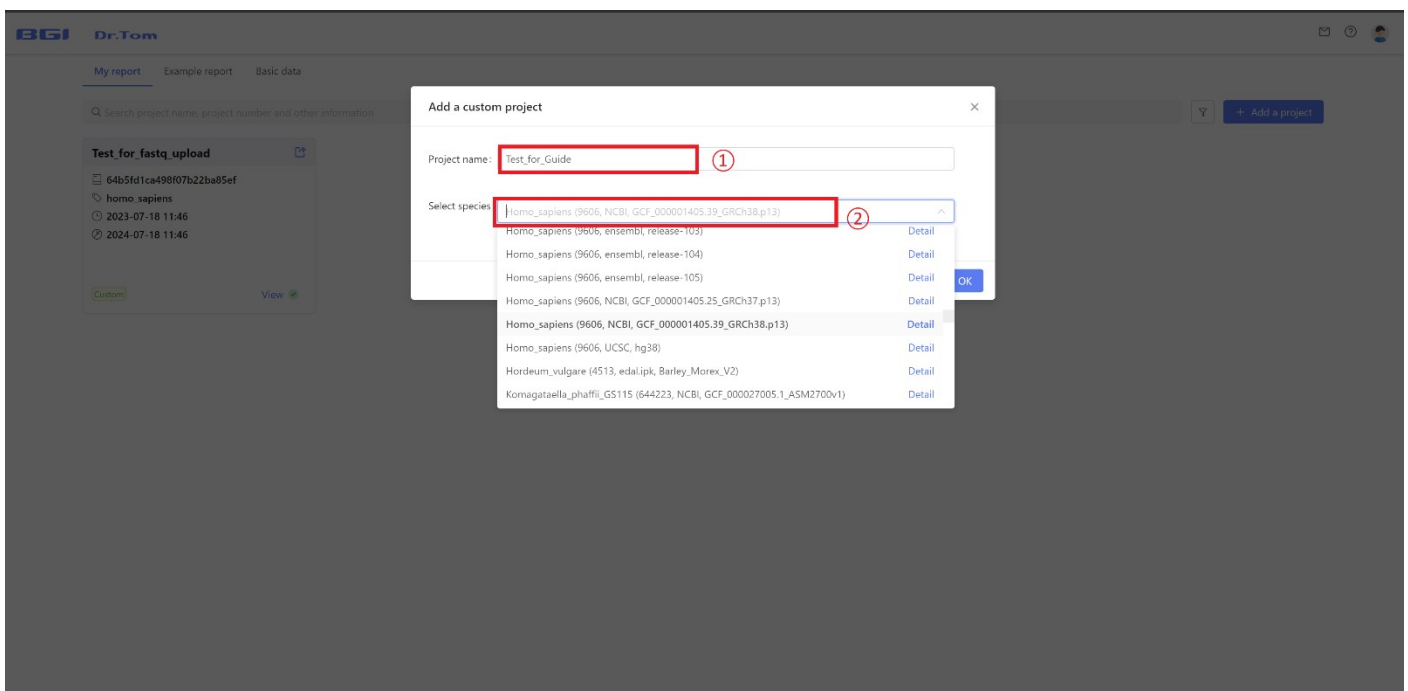 BGI Dr.Tom
My report Example report Basic data
Search project name, project number and other information
+ Add a project
Test_for_fastq_upload
64b5fd1ca498f07b22ba85ef
homo_sapiens
2023-07-18 11:46
2024-07-18 11:46
Custom View
Add a custom project
Project name: Test_for_Guide ①
Select species Homo_sapiens (9606, NCBI, GCF_000001405.39_GRCh38.p13) ②
Homo_sapiens (9606, ensembl, release-103) Detail
Homo_sapiens (9606, ensembl, release-104) Detail
Homo_sapiens (9606, ensembl, release-105) Detail
Homo_sapiens (9606, NCBI, GCF_000001405.25_GRCh37.p13) Detail
Homo_sapiens (9606, NCBI, GCF_000001405.39_GRCh38.p13) Detail
Homo_sapiens (9606, UCSC, hg38) Detail
Hordeum_vulgare (4513, edal.ipk, Barley_Morex_V2) Detail
Komagataella_phaffii_GS115 (644223, NCBI, GCF_000027005.1_ASM2700v1) Detail
OK